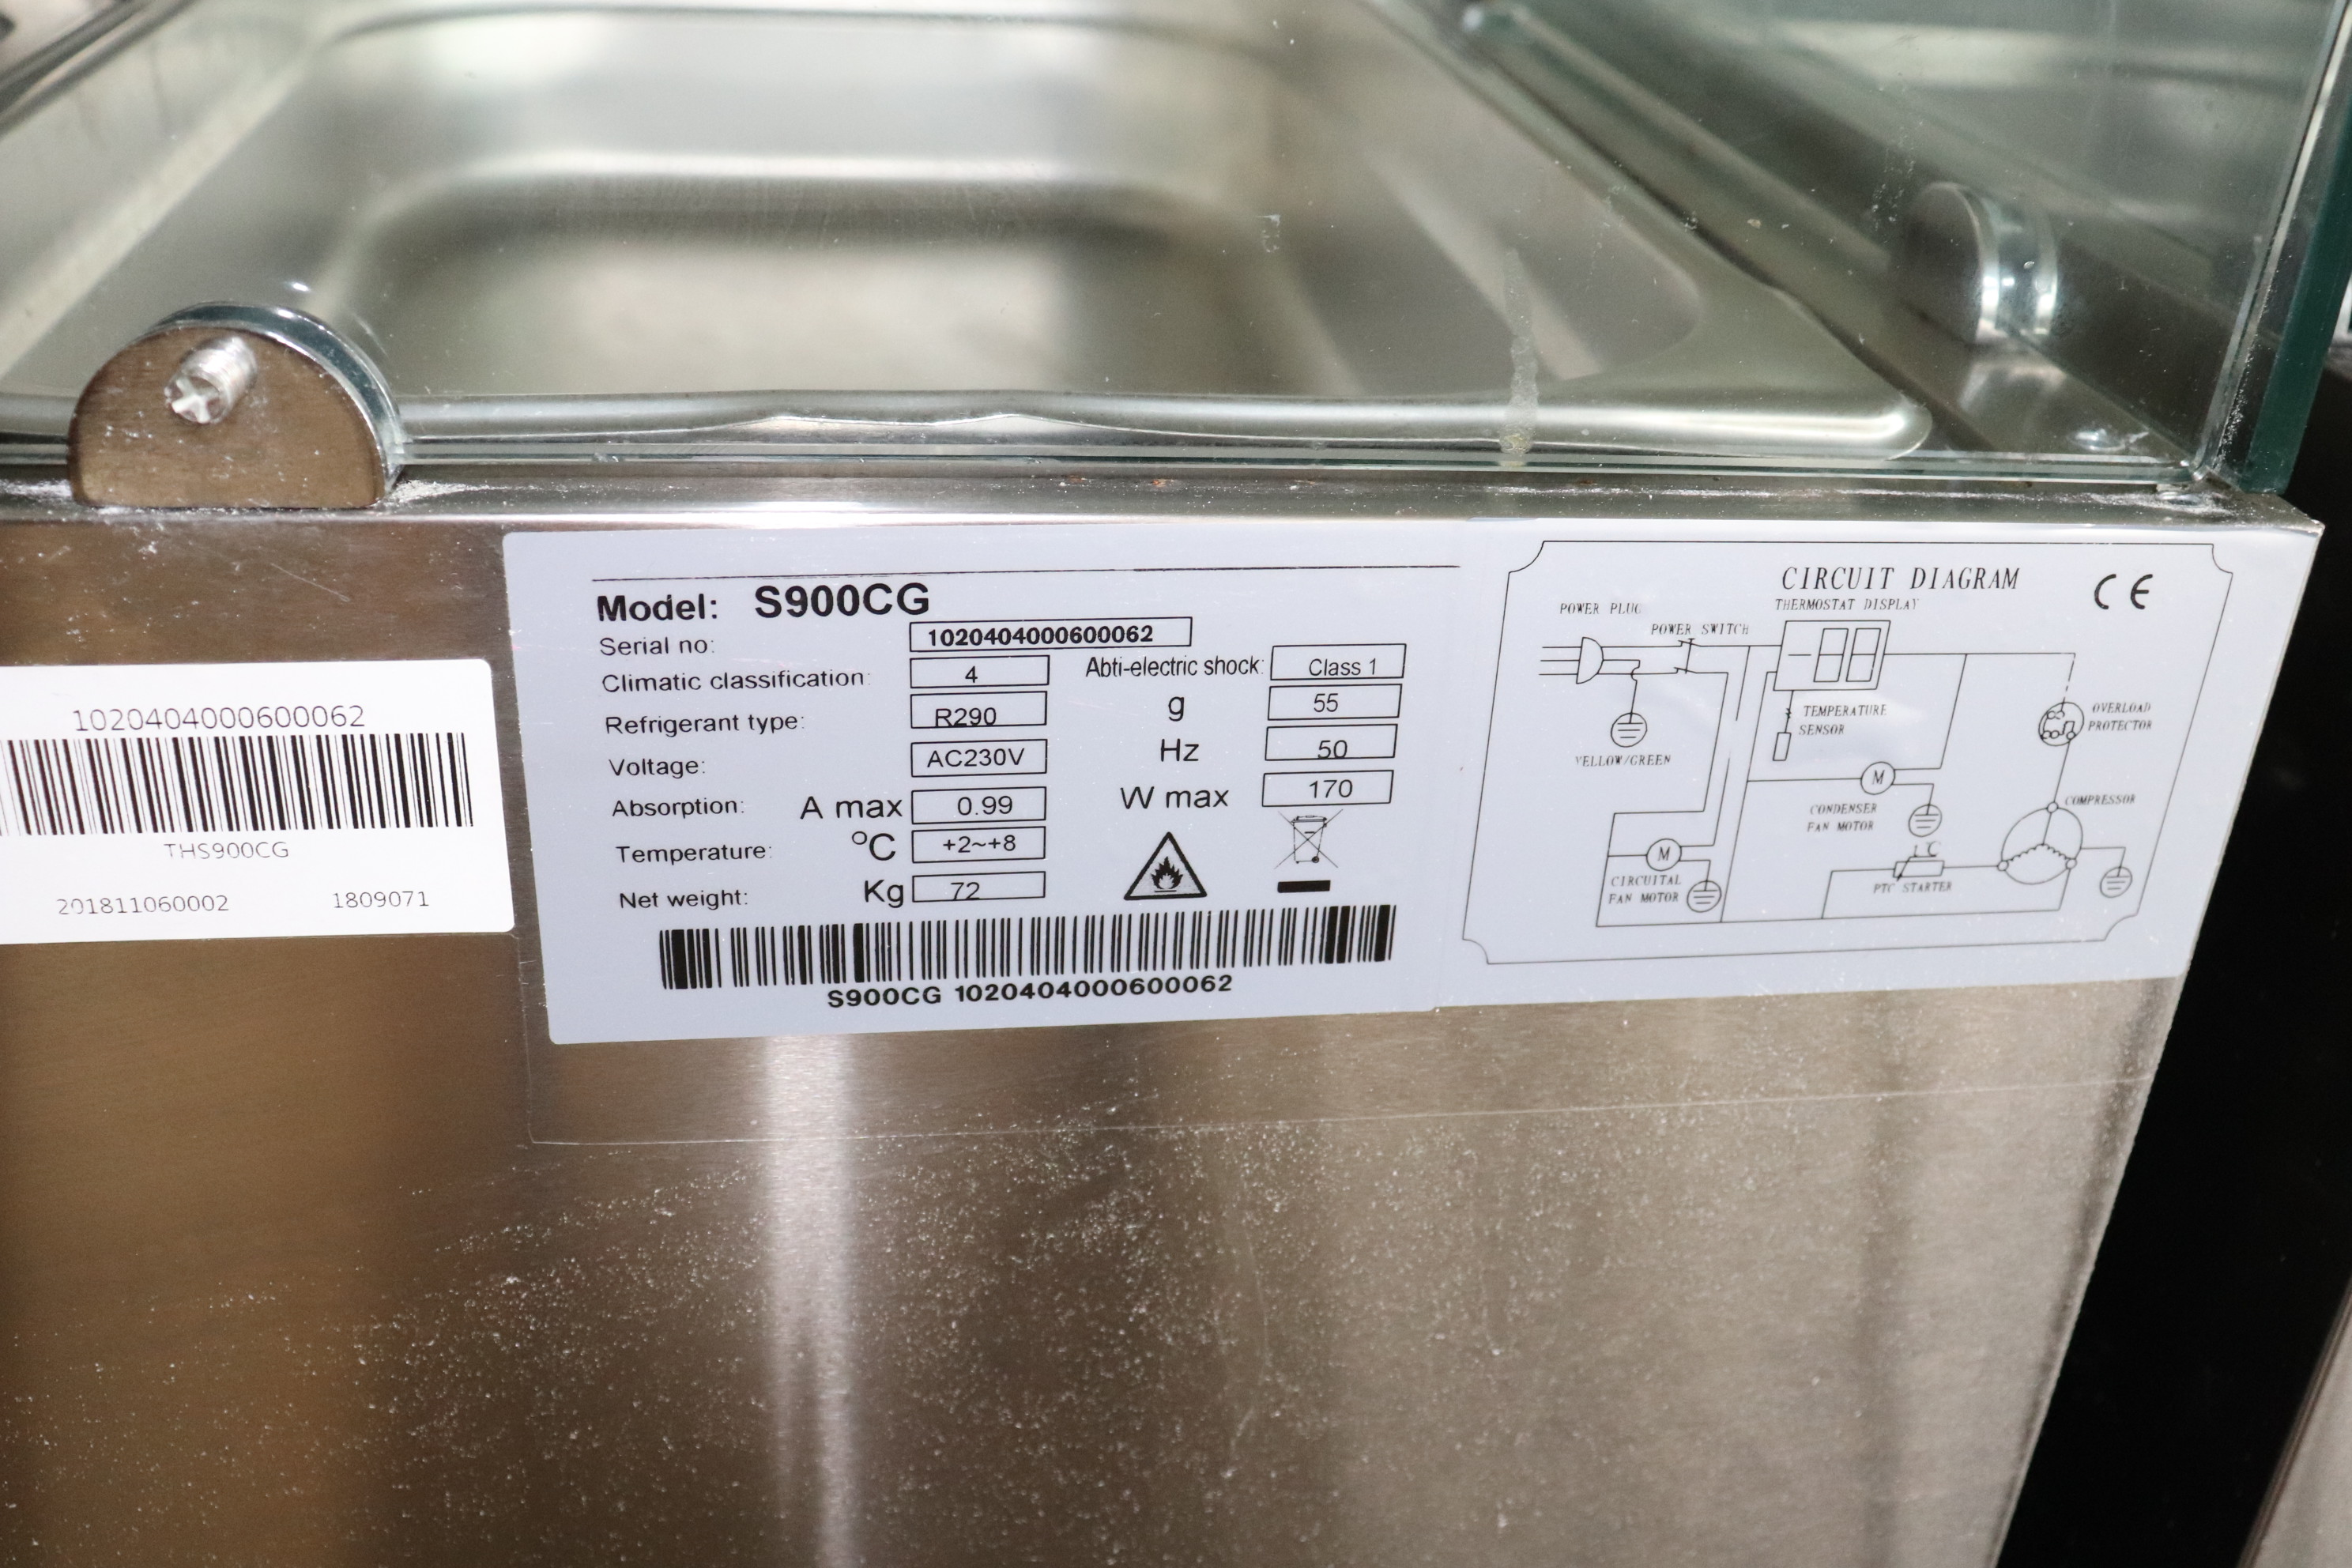 1020404000600062
THS900CG
201811060002 1809071
Model: S900CG
Serial no: 1020404000600062
Climatic classification: 4 Abti-electric shock: Class 1
Refrigerant type: R290 g 55
Voltage: AC230V Hz 50
Absorption: A max 0.99 W max 170
Temperature: °C +2~+8
Net weight: Kg 72
S900CG 1020404000600062
CIRCUIT DIAGRAM CE
POWER PLUG
THERMOSTAT DISPLAY
POWER SWITCH
TEMPERATURE
SENSOR
OVERLOAD
PROTECTOR
YELLOW/GREEN
M
CONDENSER
FAN MOTOR
COMPRESSOR
M
CIRCUITAL
FAN MOTOR
PTC STARTER